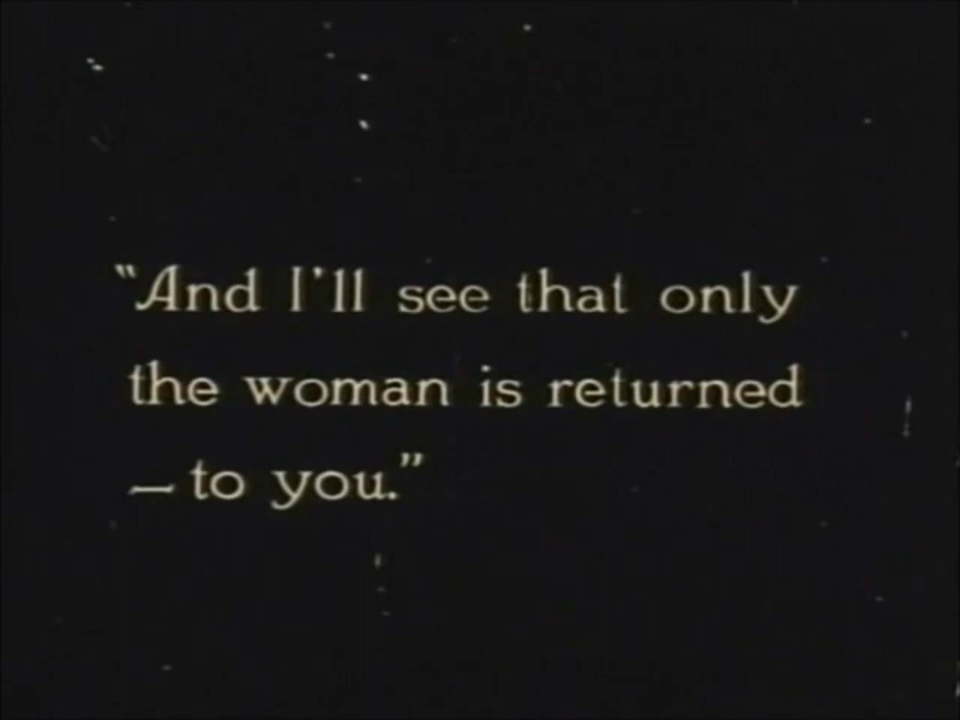 “And I’ll see that only
the woman is returned
— to you.”